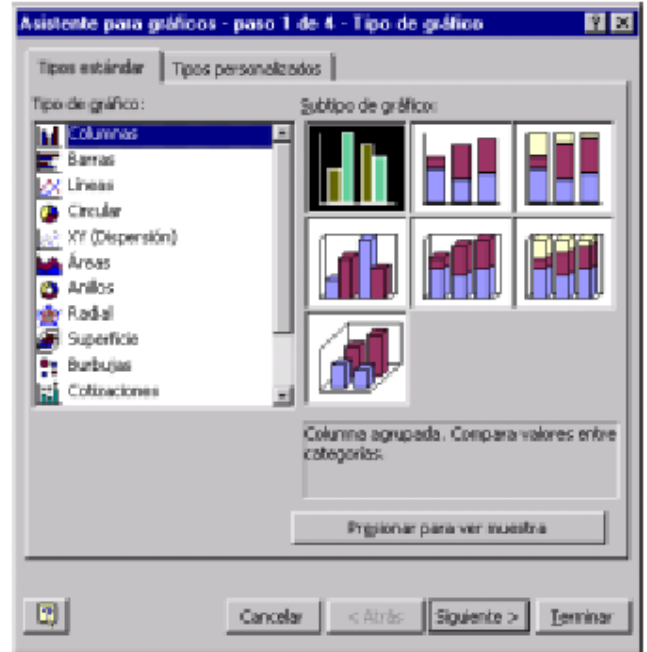 Asistente para gráficos - paso 1 de 4 - Tipo de gráfico
Tipos estándar
Tipos personalizados
Tipo de gráfico:
Columnas
Barras
Líneas
Circular
XY (Dispersión)
Áreas
Anillos
Radial
Superficie
Burbujas
Cotizaciones
Subtipo de gráfico:
Columna agrupada. Compara valores entre
categorías.
Presionar para ver muestra
Cancelar
< Atrás
Siguiente >
Terminar